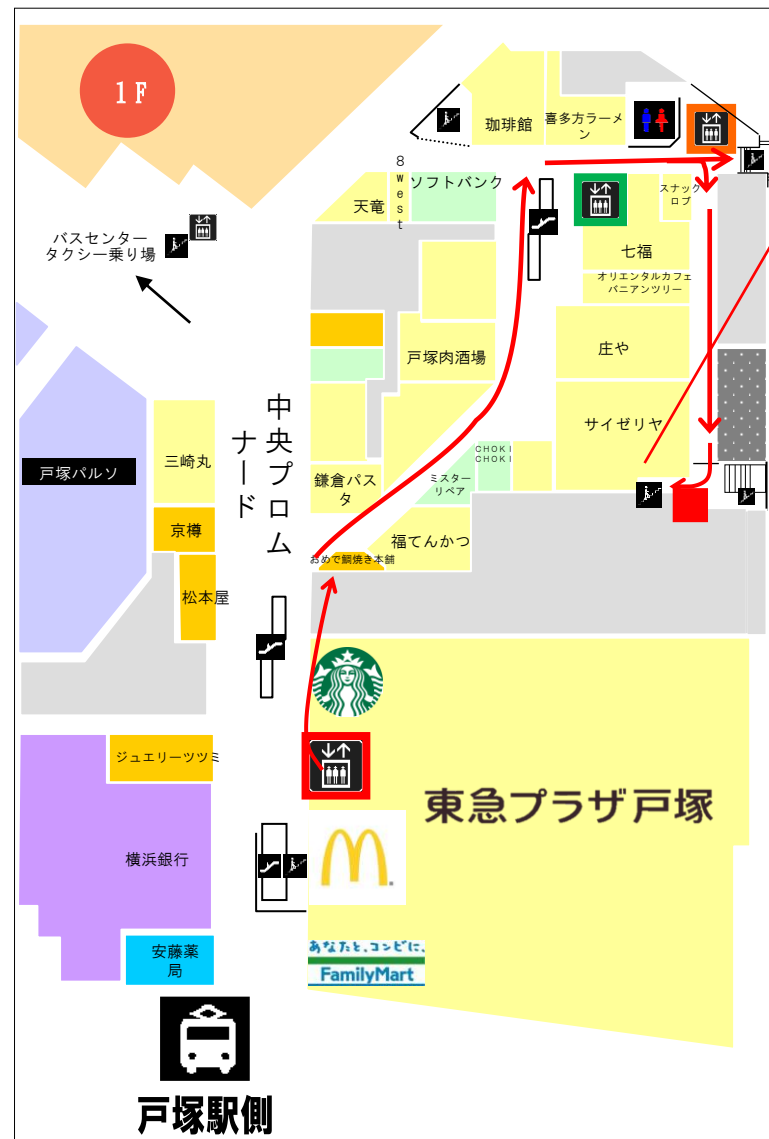 1F
珈琲館
喜多方ラーメ
ン
8west
ソフトバンク
天竜
スナック
ロブ
七福
オリエンタルカフェ
バニアンツリー
バスセンター
タクシー乗り場
戸塚肉酒場
庄や
サイゼリヤ
中央プロム
ナード
CHOKI
CHOKI
ミスター
リペア
三崎丸
戸塚パルソ
鎌倉パス
タ
京樽
福てんかつ
おめで鯛焼き本舗
松本屋
ジュエリーツツミ
東急プラザ戸塚
横浜銀行
あなたと、コンビに、
FamilyMart
安藤薬
局
戸塚駅側